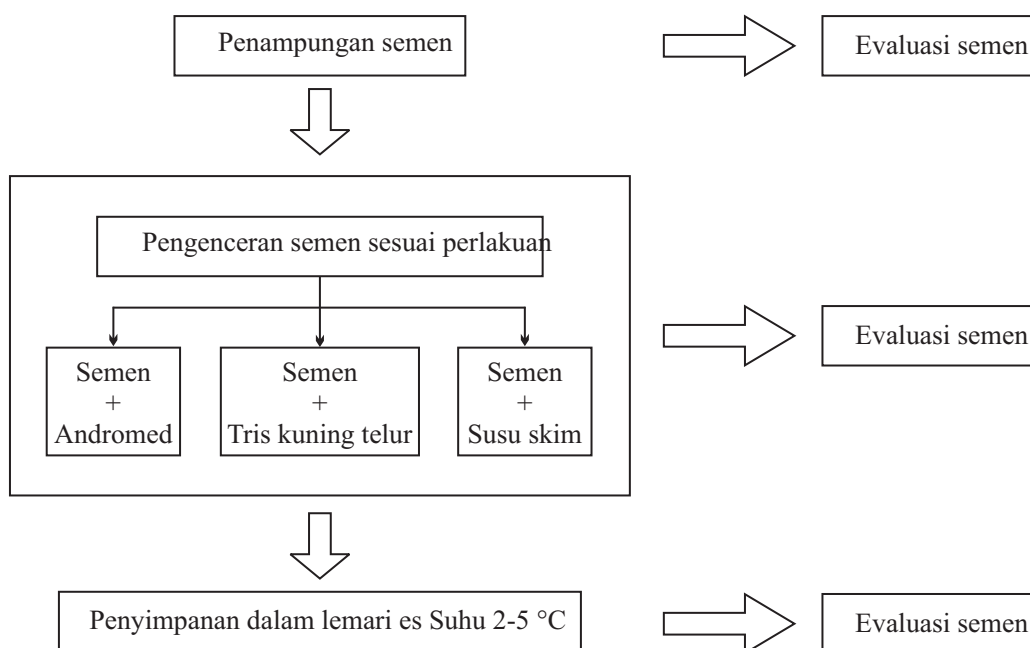 Penampungan semen
Evaluasi semen
Pengenceran semen sesuai perlakuan
Semen
+
Andromed
Semen
+
Tris kuning telur
Semen
+
Susu skim
Evaluasi semen
Penyimpanan dalam lemari es Suhu 2-5 °C
Evaluasi semen